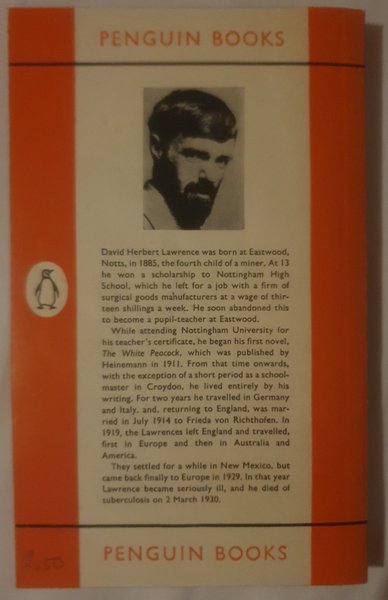 PENGUIN BOOKS
David Herbert Lawrence was born at Eastwood,
Notts, in 1885, the fourth child of a miner. At 13
he won a scholarship to Nottingham High
School, which he left for a job with a firm of
surgical goods manufacturers at a wage of thir-
teen shillings a week. He soon abandoned this
to become a pupil-teacher at Eastwood.
While attending Nottingham University for
his teacher's certificate, he began his first novel,
The White Peacock, which was published by
Heinemann in 1911. From that time onwards,
with the exception of a short period as a school-
master in Croydon, he lived entirely by his
writing. For two years he travelled in Germany
and Italy, and, returning to England, was mar-
ried in July 1914 to Frieda von Richthofen. In
1919, the Lawrences left England and travelled,
first in Europe and then in Australia and
America.
They settled for a while in New Mexico, but
came back finally to Europe in 1929. In that year
Lawrence became seriously ill, and he died of
tuberculosis on 2 March 1930.
PENGUIN BOOKS